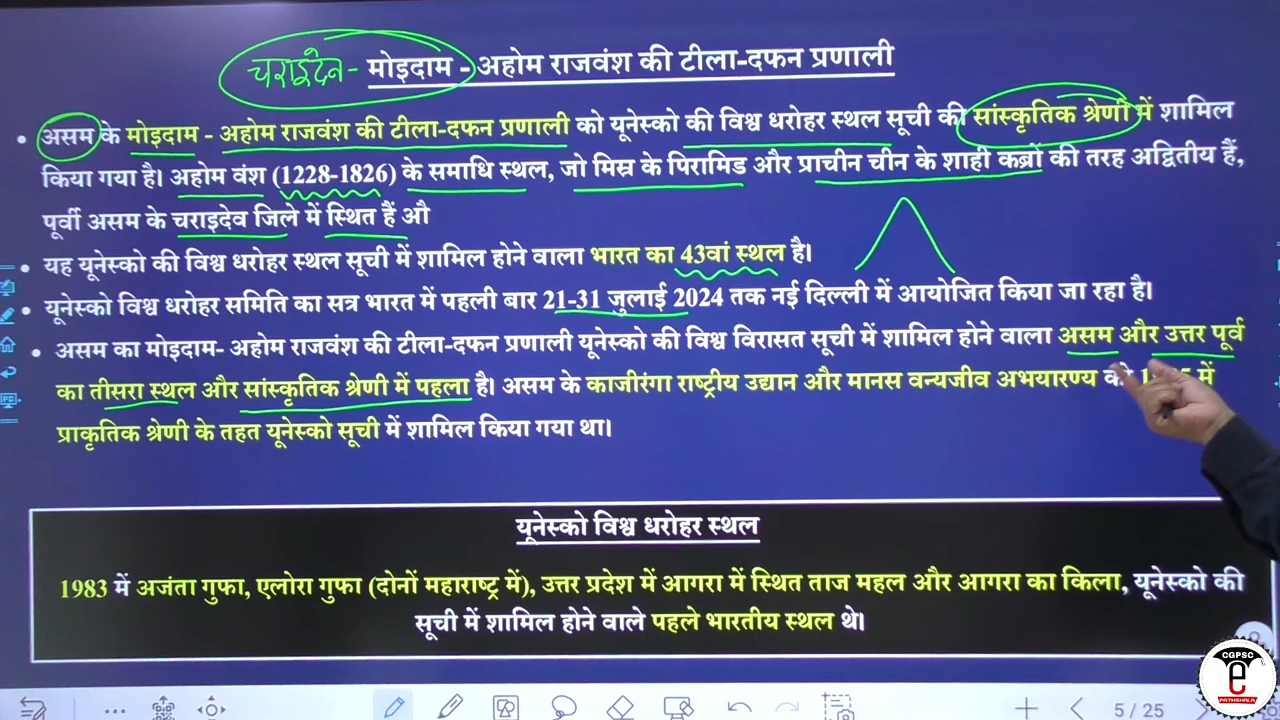 चराइदेव- मोइदाम - अहोम राजवंश की टीला-दफन प्रणाली
• असम के मोइदाम - अहोम राजवंश की टीला-दफन प्रणाली को यूनेस्को की विश्व धरोहर स्थल सूची की सांस्कृतिक श्रेणी में शामिल
किया गया है। अहोम वंश (1228-1826) के समाधि स्थल, जो मिस्र के पिरामिड और प्राचीन चीन के शाही कब्रों की तरह अद्वितीय हैं,
पूर्वी असम के चराइदेव जिले में स्थित हैं औ
• यह यूनेस्को की विश्व धरोहर स्थल सूची में शामिल होने वाला भारत का 43वां स्थल है।
• यूनेस्को विश्व धरोहर समिति का सत्र भारत में पहली बार 21-31 जुलाई 2024 तक नई दिल्ली में आयोजित किया जा रहा है।
• असम का मोइदाम- अहोम राजवंश की टीला-दफन प्रणाली यूनेस्को की विश्व विरासत सूची में शामिल होने वाला असम और उत्तर पूर्व
का तीसरा स्थल और सांस्कृतिक श्रेणी में पहला है। असम के काजीरंगा राष्ट्रीय उद्यान और मानस वन्यजीव अभयारण्य में
प्राकृतिक श्रेणी के तहत यूनेस्को सूची में शामिल किया गया था।
यूनेस्को विश्व धरोहर स्थल
1983 में अजंता गुफा, एलोरा गुफा (दोनों महाराष्ट्र में), उत्तर प्रदेश में आगरा में स्थित ताज महल और आगरा का किला, यूनेस्को की
सूची में शामिल होने वाले पहले भारतीय स्थल थे।
5 / 25
CGPSC
e
PATHSHALA